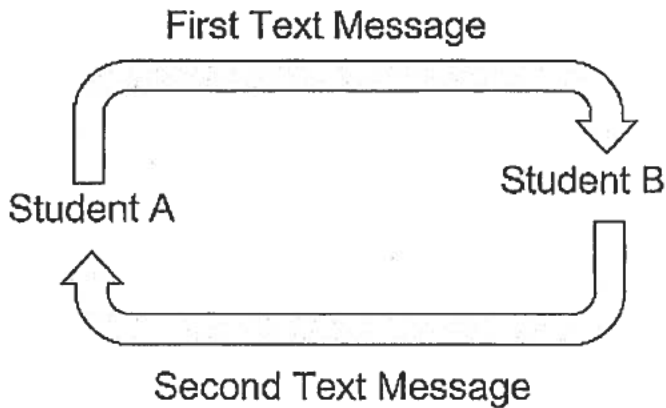 First Text Message
Student B
Student A
Second Text Message